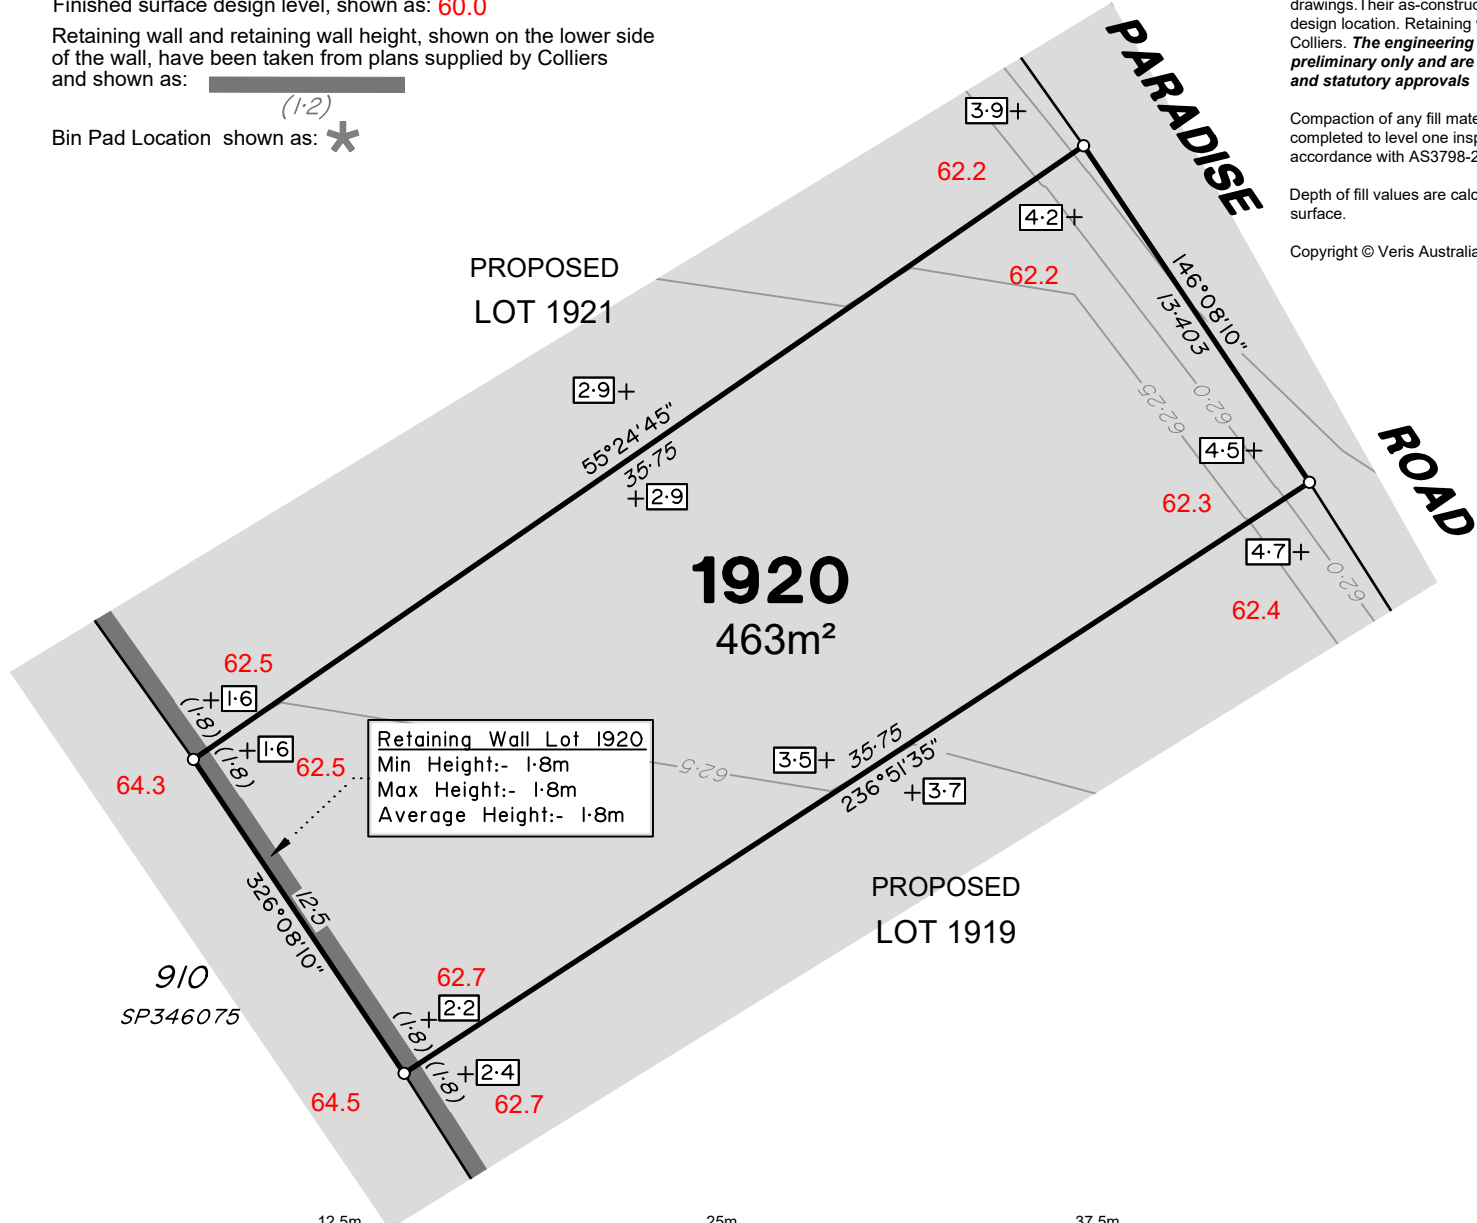 Finished surface design level, shown as: 60.0
Retaining wall and retaining wall height, shown on the lower side
of the wall, have been taken from plans supplied by Colliers
and shown as:
(1·2)
Bin Pad Location shown as:
design location. Retaining
Colliers. The engineering
preliminary only and are
and statutory approvals
Compaction of any fill
completed to level one
accordance with
Depth of fill values are
surface.
Copyright © Veris Australia
PARADISE
ROAD
3·9
62.2
4·2
62.2
PROPOSED
LOT 1921
146°08'10"
13·403
2·9
55°24'45"
35·75
2·9
62·25
62·0
4·5
62.3
4·7
62·0
62.4
1920
463m²
62.5
1·6
(1·8)
1·6
(1·8)
62.5
64.3
Retaining Wall Lot 1920
Min Height:- 1·8m
Max Height:- 1·8m
Average Height:- 1·8m
62·5
3·5
35·75
236°51'35"
3·7
PROPOSED
LOT 1919
12·5
326°08'10"
910
SP346075
62.7
2·2
(1·8)
(1·8)
2·4
64.5
62.7
12.5m
25m
37.5m